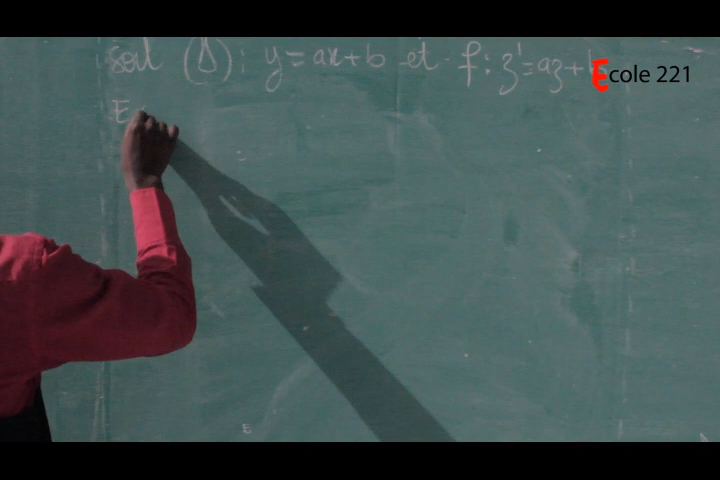 soit (Δ): y = ax + b et f: z' = az + b
Ecole 221
E
E